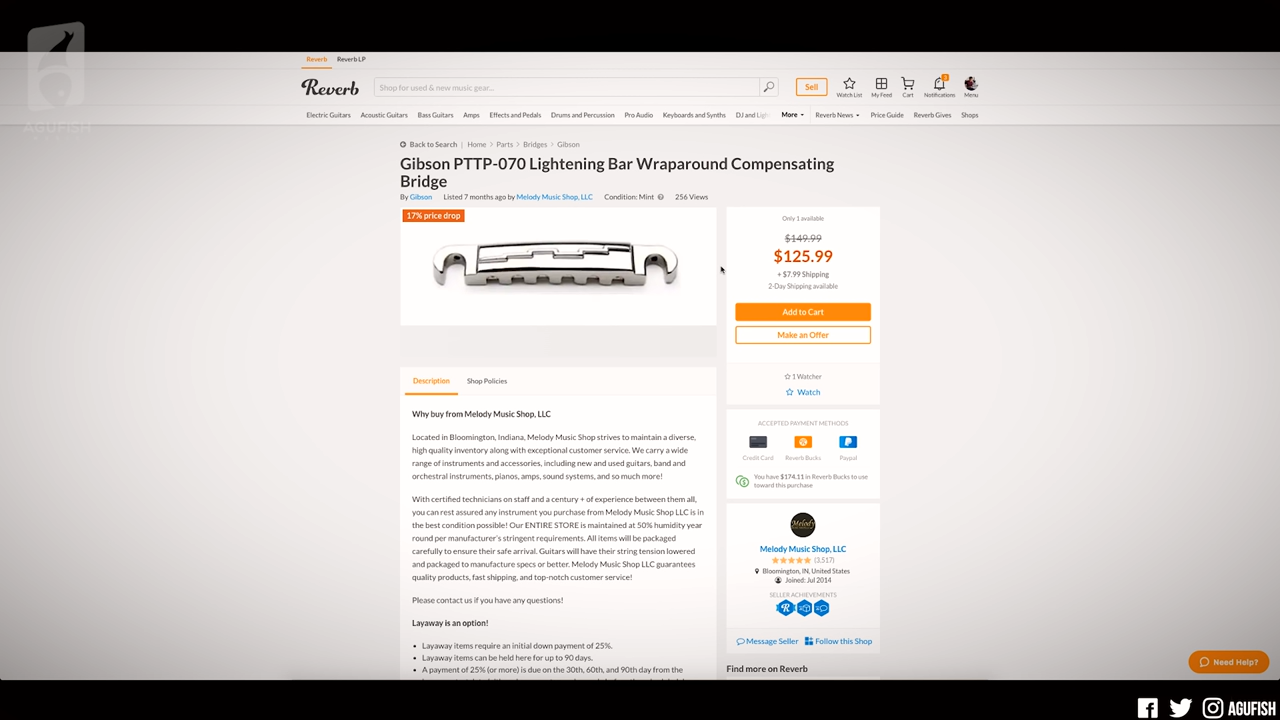 AGUFISH
Reverb Reverb LP
Reverb
Shop for used & new music gear...
Sell
Watch List
My Feed
Cart
3
Notifications
Menu
Electric Guitars Acoustic Guitars Bass Guitars Amps Effects and Pedals Drums and Percussion Pro Audio Keyboards and Synths DJ and Ligh More Reverb News Price Guide Reverb Gives Shops
Back to Search | Home > Parts > Bridges > Gibson
Gibson PTTP-070 Lightening Bar Wraparound Compensating
Bridge
By Gibson Listed 7 months ago by Melody Music Shop, LLC Condition: Mint 256 Views
17% price drop
Only 1 available
$149.99
$125.99
+ $7.99 Shipping
2-Day Shipping available
Add to Cart
Make an Offer
1 Watcher
Watch
Description Shop Policies
Why buy from Melody Music Shop, LLC
Located in Bloomington, Indiana, Melody Music Shop strives to maintain a diverse,
high quality inventory along with exceptional customer service. We carry a wide
range of instruments and accessories, including new and used guitars, band and
orchestral instruments, pianos, amps, sound systems, and so much more!
With certified technicians on staff and a century + of experience between them all,
you can rest assured any instrument you purchase from Melody Music Shop LLC is in
the best condition possible! Our ENTIRE STORE is maintained at 50% humidity year
round per manufacturer's stringent requirements. All items will be packaged
carefully to ensure their safe arrival. Guitars will have their string tension lowered
and packaged to manufacture specs or better. Melody Music Shop LLC guarantees
quality products, fast shipping, and top-notch customer service!
Please contact us if you have any questions!
Layaway is an option!
Layaway items require an initial down payment of 25%.
Layaway items can be held here for up to 90 days.
A payment of 25% (or more) is due on the 30th, 60th, and 90th day from the
ACCEPTED PAYMENT METHODS
Credit Card Reverb Bucks Paypal
You have $174.11 in Reverb Bucks to use
toward this purchase
Melody
Melody Music Shop, LLC
(3,517)
Bloomington, IN, United States
Joined: Jul 2014
SELLER ACHIEVEMENTS
Message Seller Follow this Shop
Find more on Reverb
Need Help?
AGUFISH